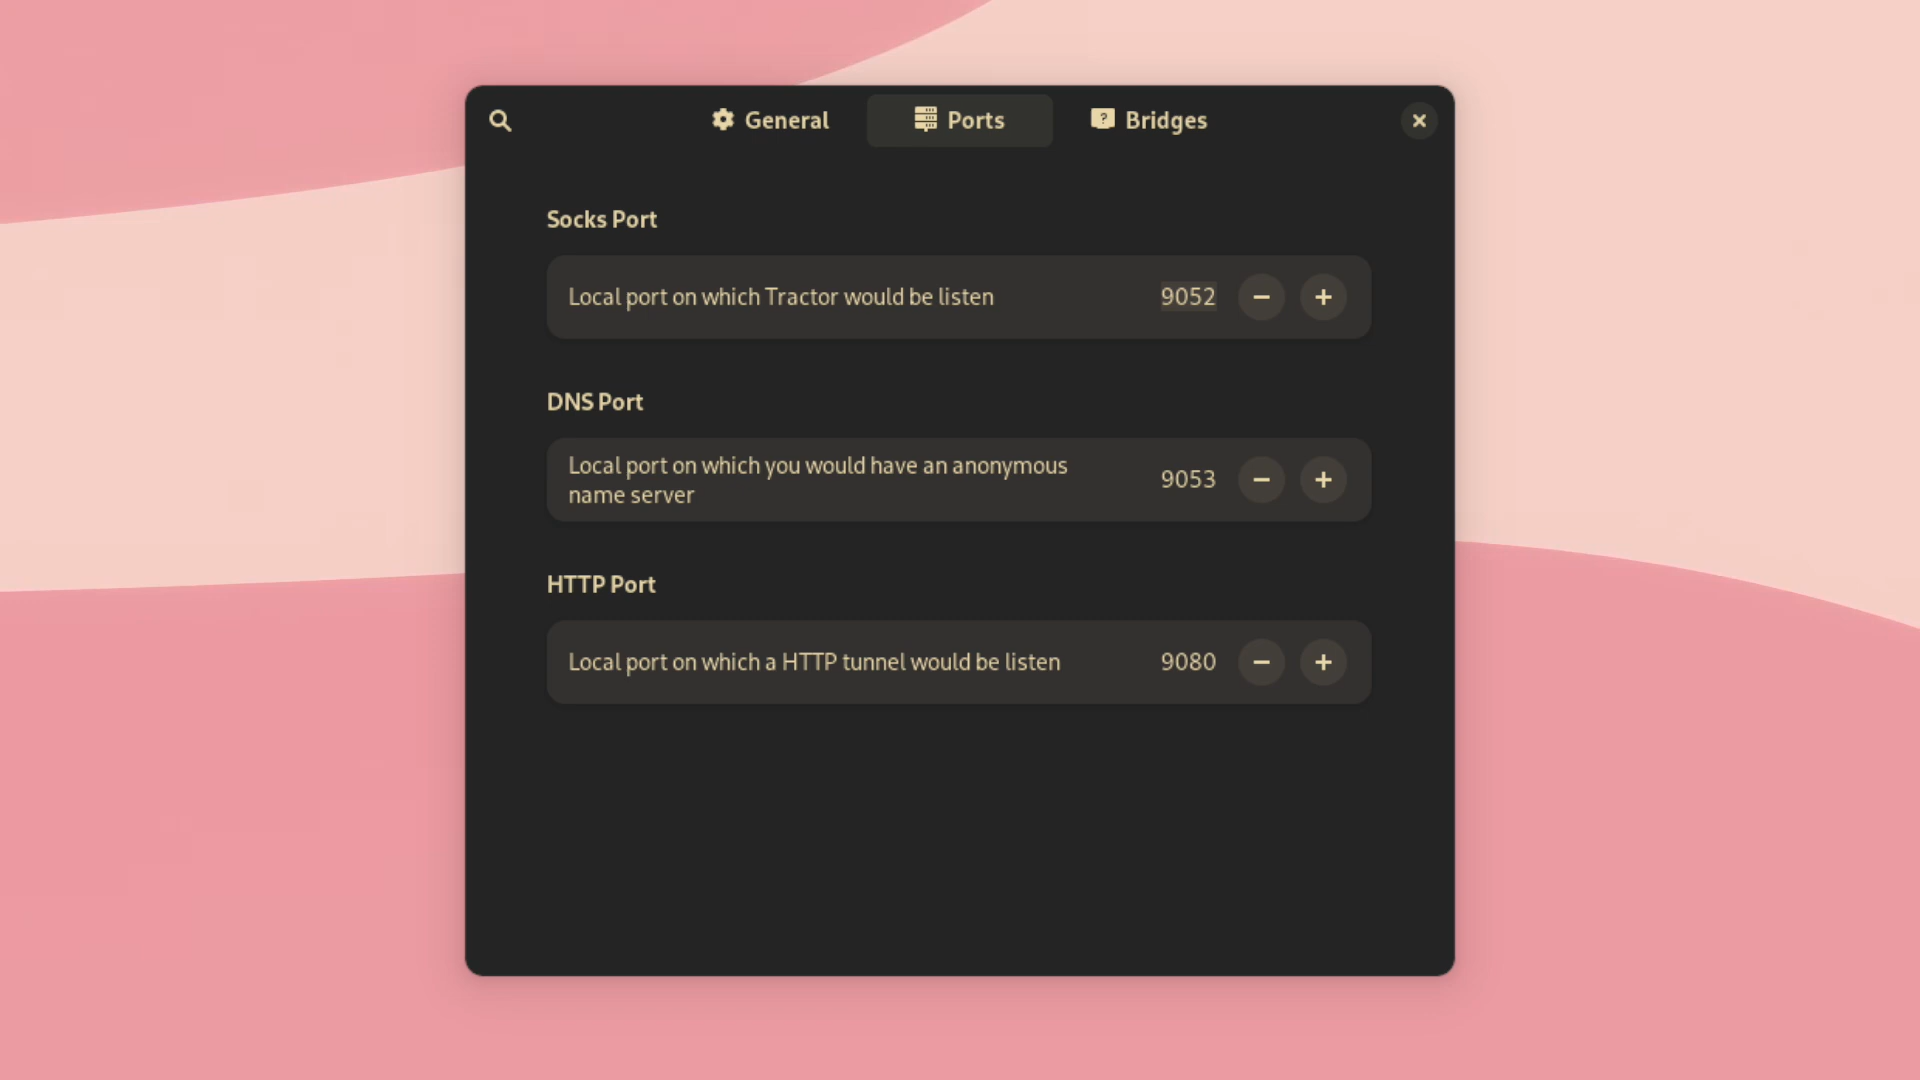 General
Ports
Bridges
Socks Port
Local port on which Tractor would be listen
9052
DNS Port
Local port on which you would have an anonymous
name server
9053
HTTP Port
Local port on which a HTTP tunnel would be listen
9080